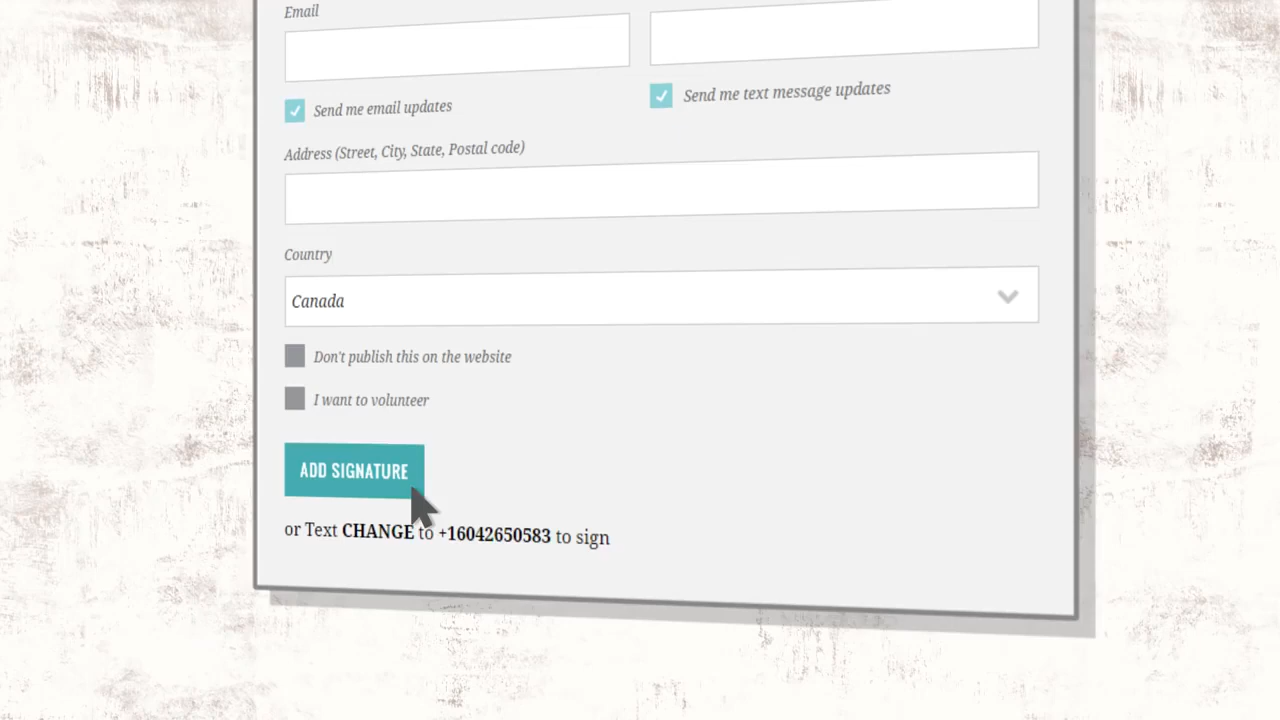 Email
Send me email updates
Send me text message updates
Address (Street, City, State, Postal code)
Country
Canada
Don't publish this on the website
I want to volunteer
ADD SIGNATURE
or Text CHANGE to +16042650583 to sign